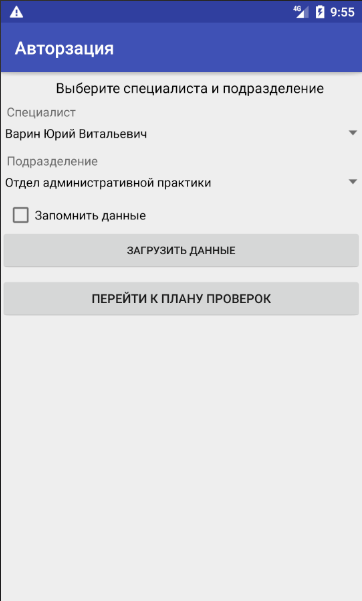 4G 9:55
Авторзация
Выберите специалиста и подразделение
Специалист
Варин Юрий Витальевич
Подразделение
Отдел административной практики
Запомнить данные
ЗАГРУЗИТЬ ДАННЫЕ
ПЕРЕЙТИ К ПЛАНУ ПРОВЕРОК